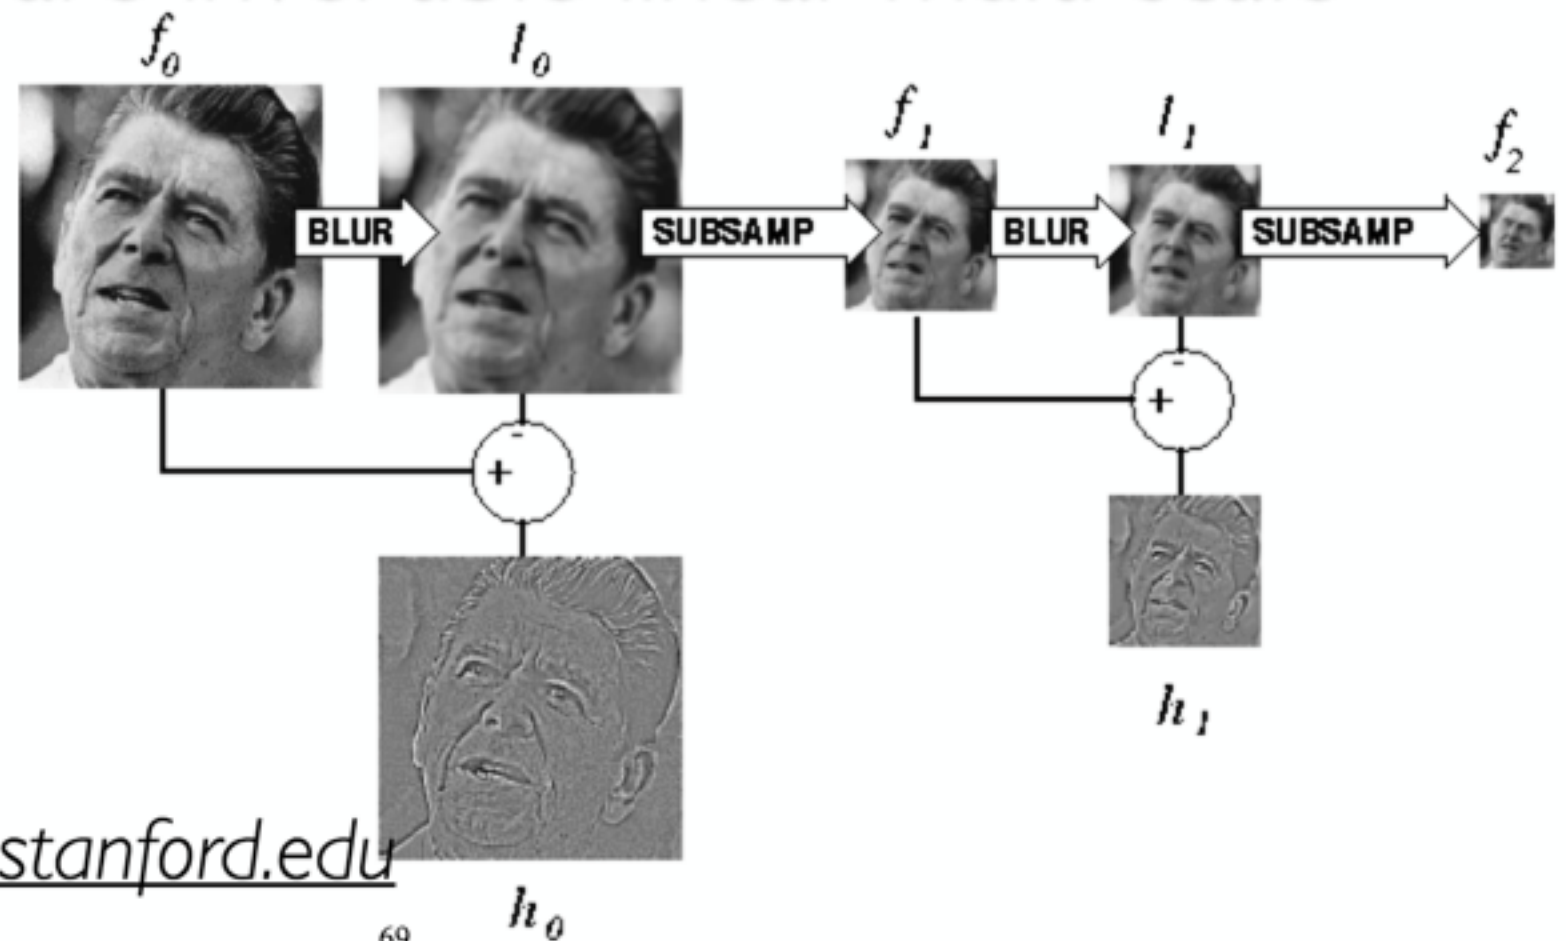 f0 l0
f1 l1 f2
BLUR SUBSAMP BLUR SUBSAMP
-
+
-
+
h1
stanford.edu
h0
69